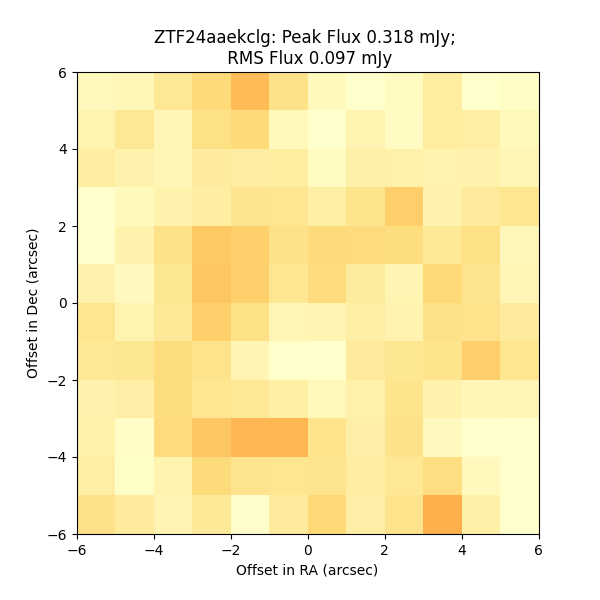 ZTF24aaekclg: Peak Flux 0.318 mJy;
RMS Flux 0.097 mJy
6
4
2
0
−2
−4
−6
Offset in Dec (arcsec)
−6 −4 −2 0 2 4 6
Offset in RA (arcsec)